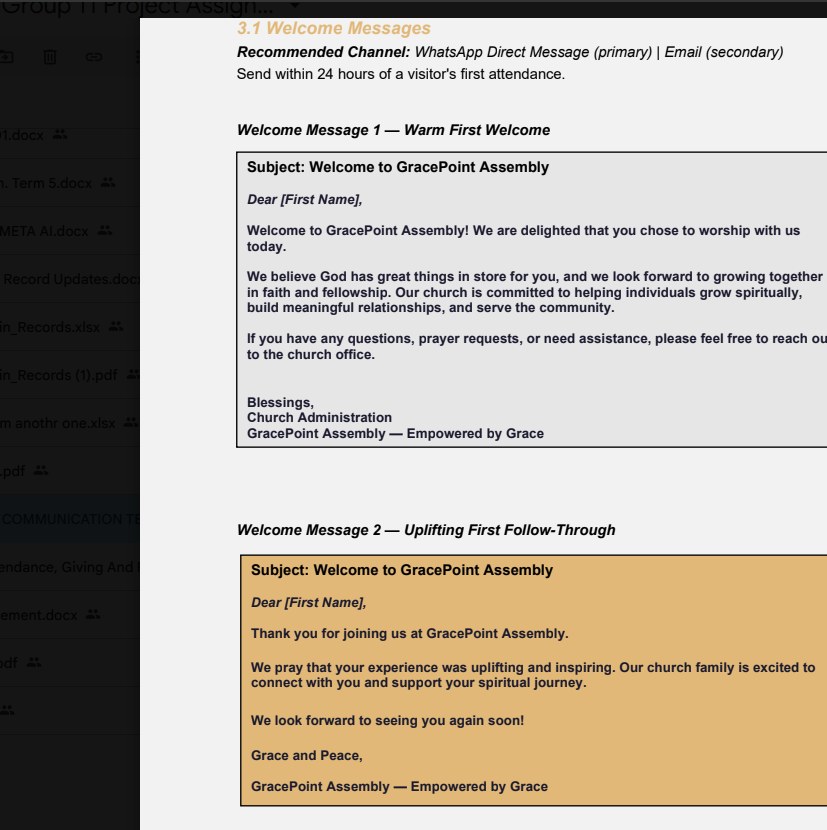 Group 11 Project Assign...
3.1 Welcome Messages
Recommended Channel: WhatsApp Direct Message (primary) | Email (secondary)
Send within 24 hours of a visitor's first attendance.
Welcome Message 1 — Warm First Welcome
Subject: Welcome to GracePoint Assembly
Dear [First Name],
Welcome to GracePoint Assembly! We are delighted that you chose to worship with us
today.
We believe God has great things in store for you, and we look forward to growing together
in faith and fellowship. Our church is committed to helping individuals grow spiritually,
build meaningful relationships, and serve the community.
If you have any questions, prayer requests, or need assistance, please feel free to reach ou
to the church office.
Blessings,
Church Administration
GracePoint Assembly — Empowered by Grace
Welcome Message 2 — Uplifting First Follow-Through
Subject: Welcome to GracePoint Assembly
Dear [First Name],
Thank you for joining us at GracePoint Assembly.
We pray that your experience was uplifting and inspiring. Our church family is excited to
connect with you and support your spiritual journey.
We look forward to seeing you again soon!
Grace and Peace,
GracePoint Assembly — Empowered by Grace
1.docx
n. Term 5.docx
META AI.docx
Record Updates.docx
in_Records.xlsx
in_Records (1).pdf
m anothr one.xlsx
.pdf
COMMUNICATION TE
endance, Giving And
ement.docx
pdf